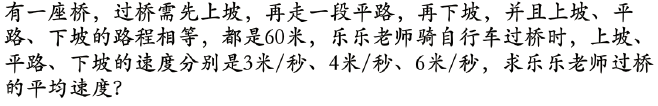 有一座桥，过桥需先上坡，再走一段平路，再下坡，并且上坡、平
路、下坡的路程相等，都是60米，乐乐老师骑自行车过桥时，上坡、
平路、下坡的速度分别是3米/秒、4米/秒、6米/秒，求乐乐老师过桥
的平均速度？